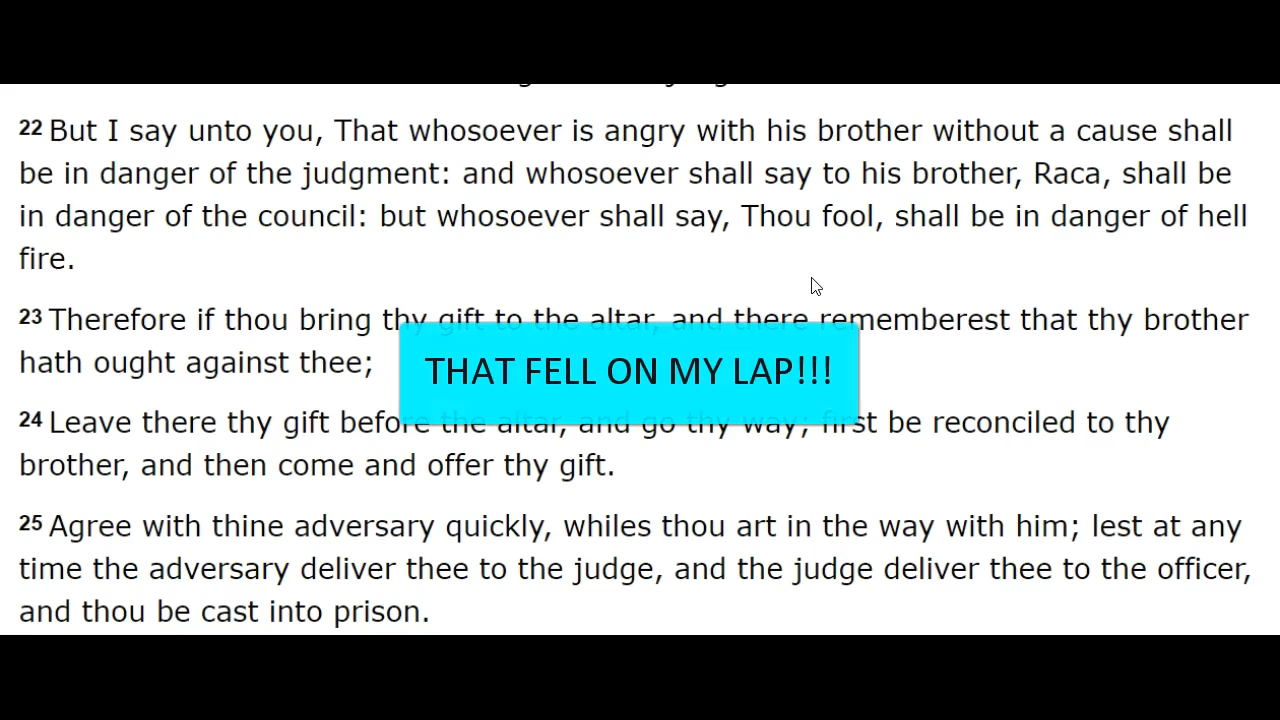 22 But I say unto you, That whosoever is angry with his brother without a cause shall
be in danger of the judgment: and whosoever shall say to his brother, Raca, shall be
in danger of the council: but whosoever shall say, Thou fool, shall be in danger of hell
fire.
23 Therefore if thou bring thy gift to the altar, and there rememberest that thy brother
hath ought against thee;
THAT FELL ON MY LAP!!!
24 Leave there thy gift before the altar, and go thy way; first be reconciled to thy
brother, and then come and offer thy gift.
25 Agree with thine adversary quickly, whiles thou art in the way with him; lest at any
time the adversary deliver thee to the judge, and the judge deliver thee to the officer,
and thou be cast into prison.